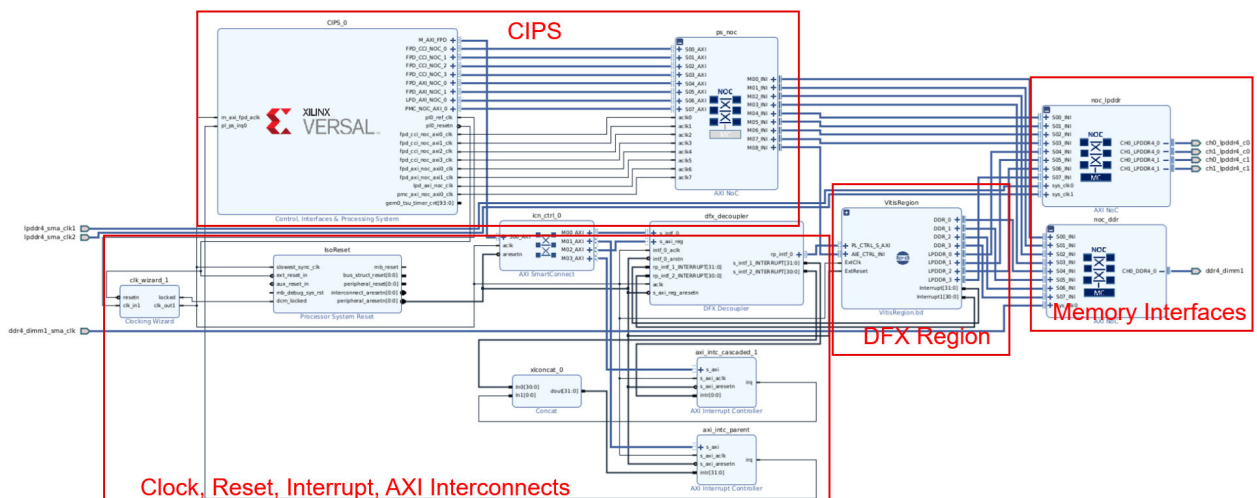 CIPS
CIPS_0
M_AXI_FPD
FPD_CCI_NOC_0
FPD_CCI_NOC_1
FPD_CCI_NOC_2
FPD_CCI_NOC_3
FPD_AXI_NOC_0
FPD_AXI_NOC_1
LPD_AXI_NOC_0
PMC_NOC_AXI_0
m_axi_fpd_aclk
pl_ps_irq0
XILINX
VERSAL
pl0_ref_clk
pl0_resetn
fpd_cci_noc_axi0_clk
fpd_cci_noc_axi1_clk
fpd_cci_noc_axi2_clk
fpd_cci_noc_axi3_clk
fpd_axi_noc_axi0_clk
fpd_axi_noc_axi1_clk
lpd_axi_noc_clk
pmc_axi_noc_axi0_clk
gem0_tsu_timer_cnt[93:0]
Control, Interfaces & Processing System
ps_noc
S00_AXI
S01_AXI
S02_AXI
S03_AXI
S04_AXI
S05_AXI
S06_AXI
S07_AXI
aclk0
aclk1
aclk2
aclk3
aclk4
aclk5
aclk6
aclk7
NOC
M00_INI
M01_INI
M02_INI
M03_INI
M04_INI
M05_INI
M06_INI
M07_INI
M08_INI
AXI NoC
noc_lpddr
S00_INI
S01_INI
S02_INI
S03_INI
S04_INI
S05_INI
S06_INI
S07_INI
sys_clk0
sys_clk1
NOC
MC
CH0_LPDDR4_0
CH1_LPDDR4_0
CH0_LPDDR4_1
CH1_LPDDR4_1
AXI NoC
ch0_lpddr4_c0
ch1_lpddr4_c0
ch0_lpddr4_c1
ch1_lpddr4_c1
noc_ddr
S00_INI
S01_INI
S02_INI
S03_INI
S04_INI
S05_INI
S06_INI
S07_INI
NOC
MC
CH0_DDR4_0
ddr4_dimm1
AXI NoC
Memory Interfaces
VitisRegion
PL_CTRL_S_AXI
AIE_CTRL_INI
ExtClk
ExtReset
DDR_0
DDR_1
DDR_2
DDR_3
LPDDR_0
LPDDR_1
LPDDR_2
LPDDR_3
Interrupt[31:0]
Interrupt1[30:0]
VitisRegion.bd
DFX Region
lpddr4_sma_clk1
lpddr4_sma_clk2
ddr4_dimm1_sma_clk
icn_ctrl_0
S00_AXI
aclk
aresetn
M00_AXI
M01_AXI
M02_AXI
M03_AXI
AXI SmartConnect
dfx_decoupler
s_intf_0
s_axi_reg
intf_0_aclk
intf_0_arstn
rp_intf_1_INTERRUPT[31:0]
rp_intf_2_INTERRUPT[30:0]
aclk
s_axi_reg_aresetn
rp_intf_0
s_intf_1_INTERRUPT[31:0]
s_intf_2_INTERRUPT[30:0]
DFX Decoupler
clk_wizard_1
resetn
clk_in1
locked
clk_out1
Clocking Wizard
IsoReset
slowest_sync_clk
ext_reset_in
aux_reset_in
mb_debug_sys_rst
dcm_locked
mb_reset
bus_struct_reset[0:0]
peripheral_reset[0:0]
interconnect_aresetn[0:0]
peripheral_aresetn[0:0]
Processor System Reset
xlconcat_0
In0[30:0]
In1[0:0]
dout[31:0]
Concat
axi_intc_cascaded_1
s_axi
s_axi_aclk
s_axi_aresetn
intr[0:0]
irq
AXI Interrupt Controller
axi_intc_parent
s_axi
s_axi_aclk
s_axi_aresetn
intr[31:0]
irq
AXI Interrupt Controller
Clock, Reset, Interrupt, AXI Interconnects